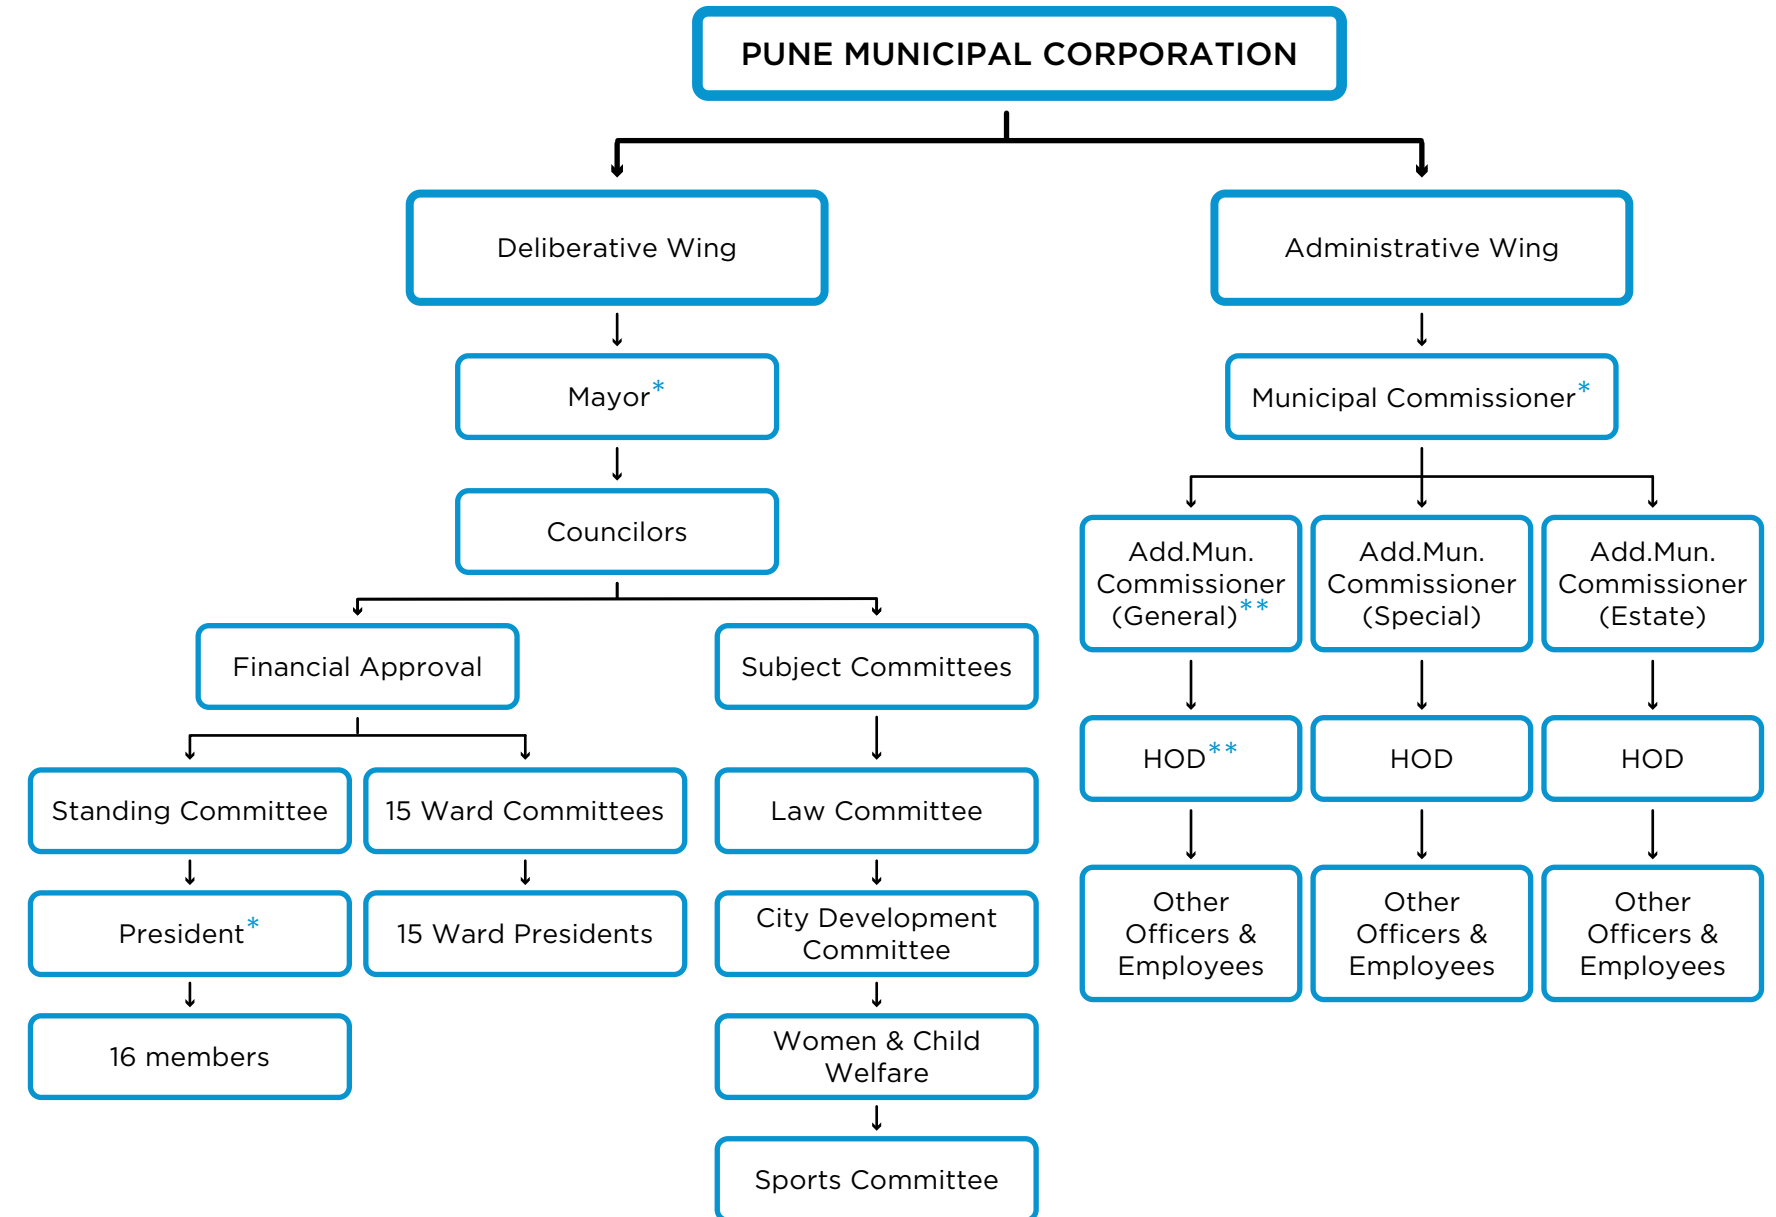 PUNE MUNICIPAL CORPORATION
Deliberative Wing
Administrative Wing
Mayor*
Municipal Commissioner*
Councilors
Add.Mun.
Commissioner
(General)**
Add.Mun.
Commissioner
(Special)
Add.Mun.
Commissioner
(Estate)
Financial Approval
Subject Committees
HOD**
HOD
HOD
Standing Committee
15 Ward Committees
Law Committee
Other
Officers &
Employees
Other
Officers &
Employees
Other
Officers &
Employees
President*
15 Ward Presidents
City Development
Committee
16 members
Women & Child
Welfare
Sports Committee